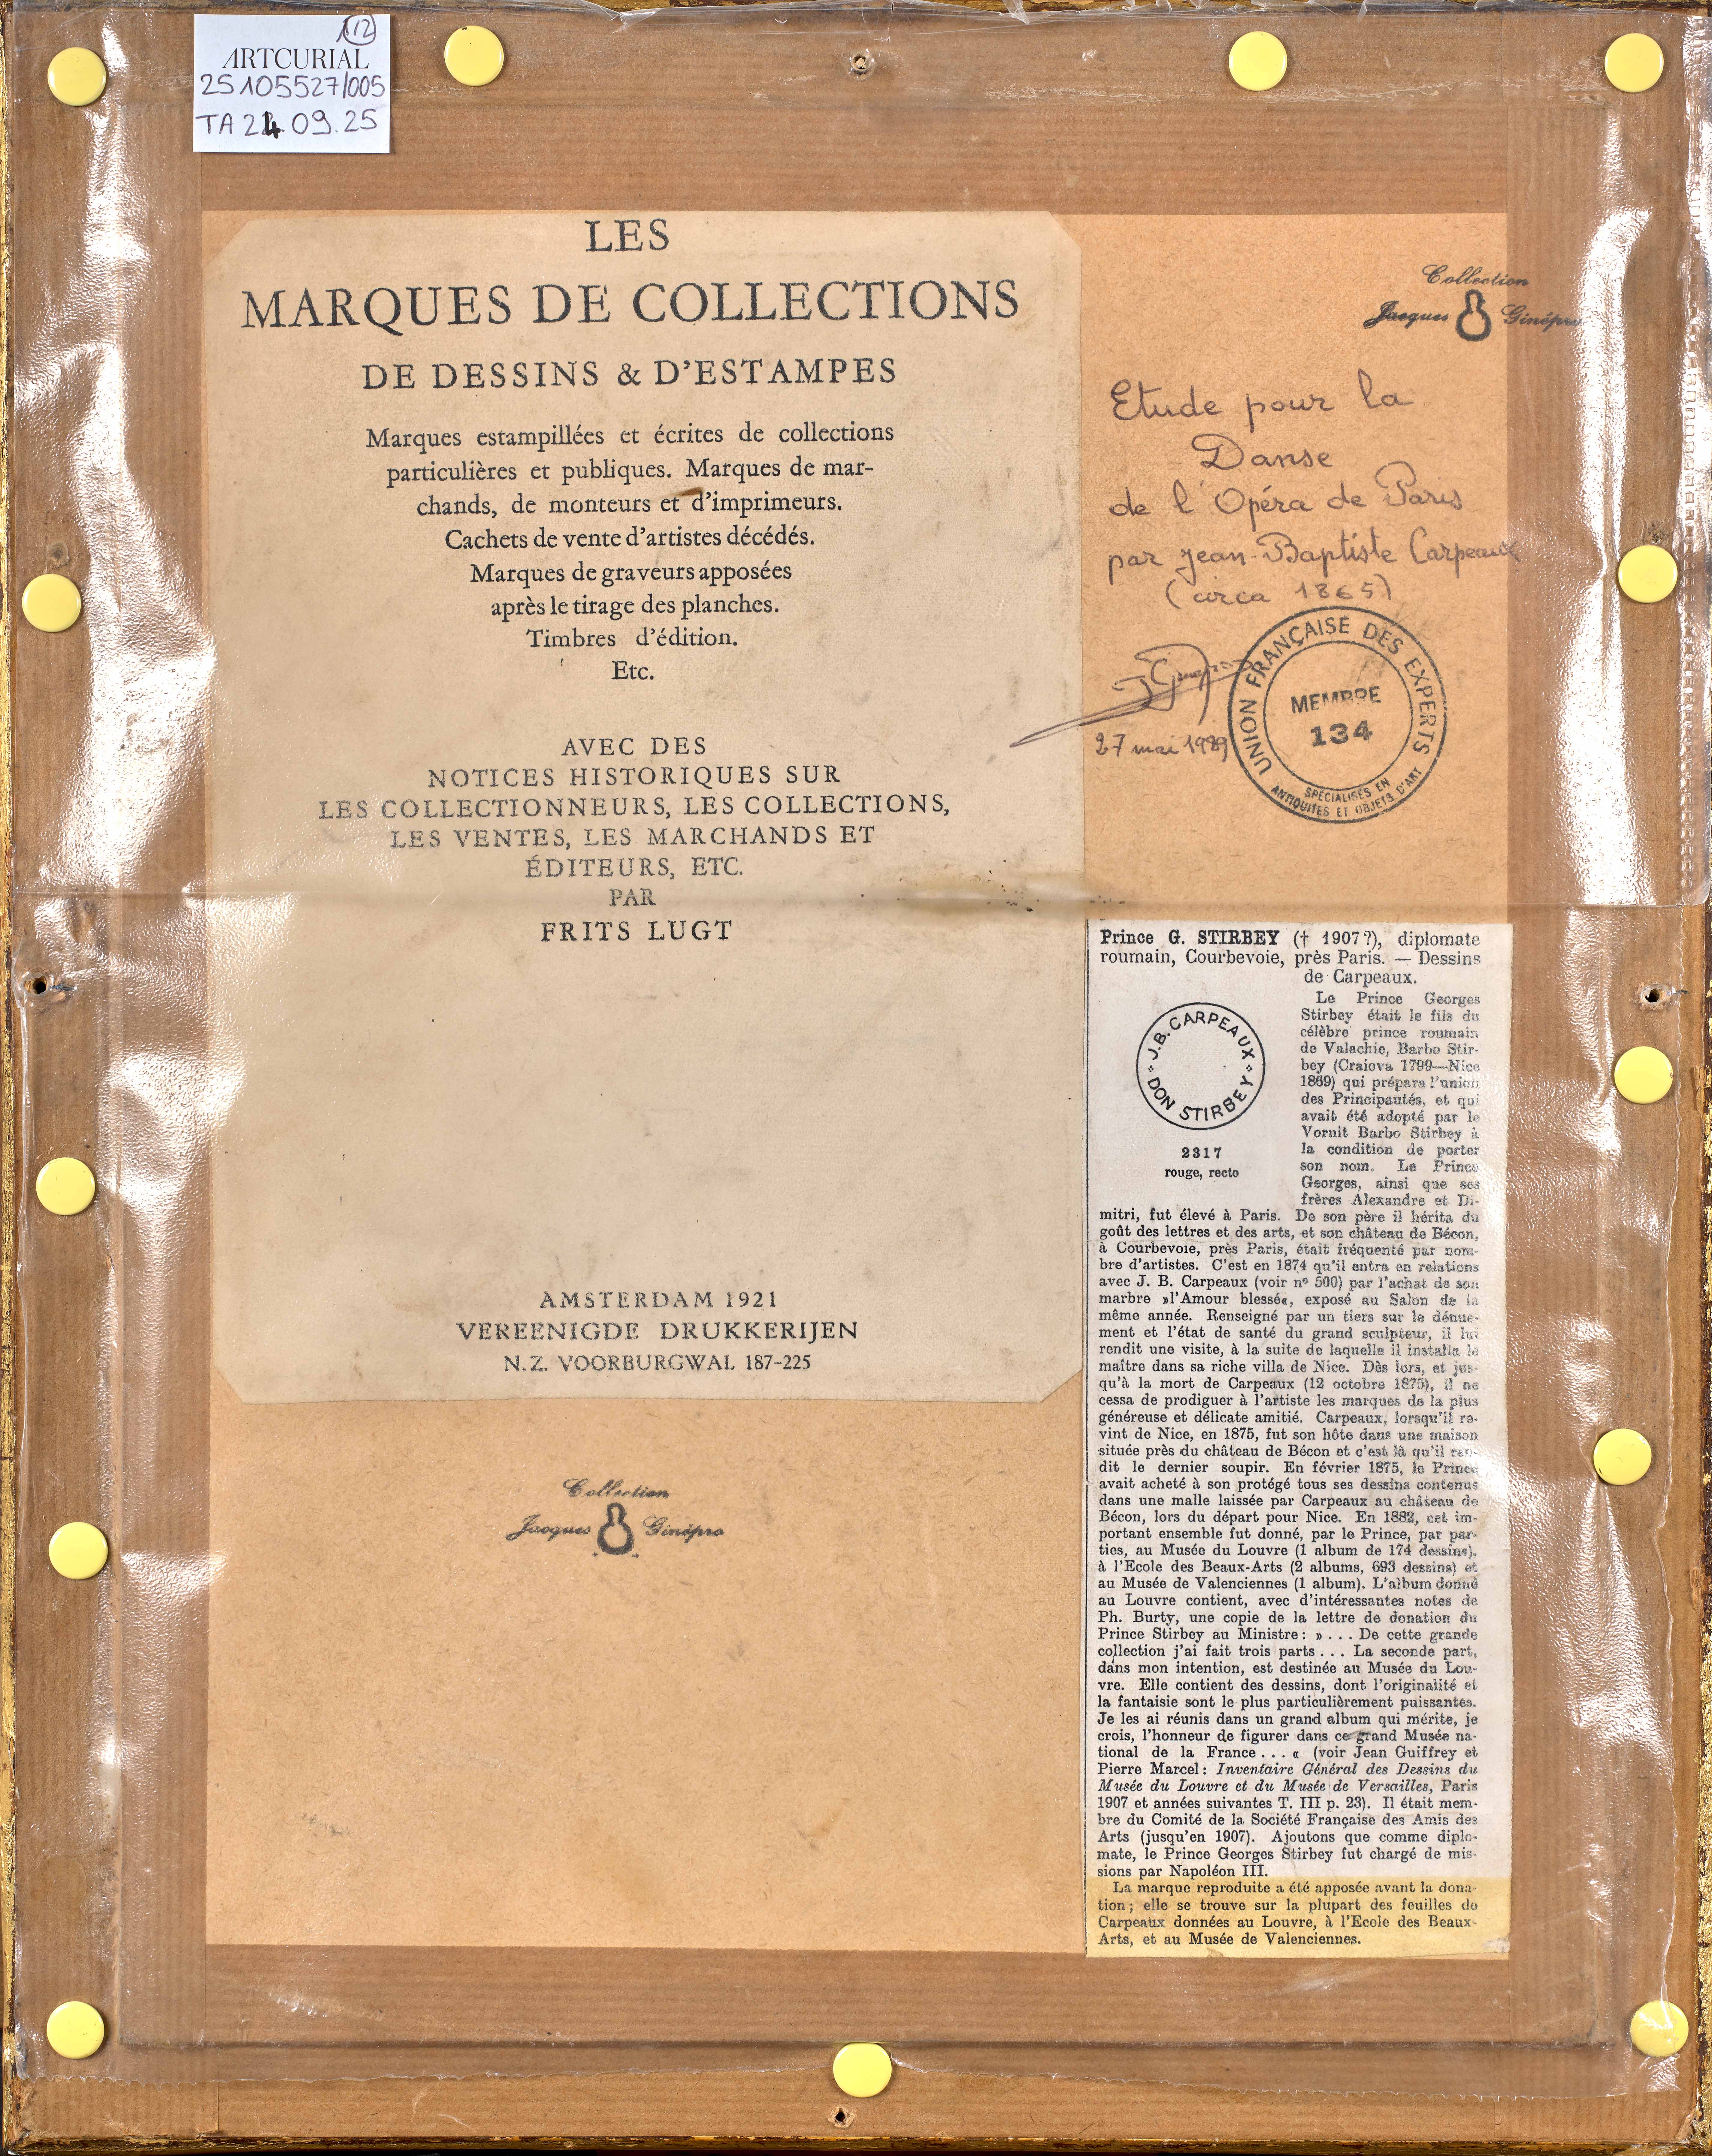 12
ARTCURIAL
25105527/005
TA 24.09.25
LES
MARQUES DE COLLECTIONS
DE DESSINS & D'ESTAMPES
Marques estampillées et écrites de collections
particulières et publiques. Marques de mar-
chands, de monteurs et d'imprimeurs.
Cachets de vente d'artistes décédés.
Marques de graveurs apposées
après le tirage des planches.
Timbres d'édition.
Etc.
AVEC DES
NOTICES HISTORIQUES SUR
LES COLLECTIONNEURS, LES COLLECTIONS,
LES VENTES, LES MARCHANDS ET
ÉDITEURS, ETC.
PAR
FRITS LUGT
AMSTERDAM 1921
VEREENIGDE DRUKKERIJEN
N.Z. VOORBURGWAL 187-225
Collection
Jacques Ginépro
Collection
Jacques Ginépro
Etude pour la
Danse
de l'Opéra de Paris
par Jean-Baptiste Carpeaux
(circa 1865)
27 mai 1989
UNION FRANÇAISE DES EXPERTS
MEMBRE
134
SPÉCIALISÉS EN
ANTIQUITÉS ET OBJETS D'ART
Prince G. STIRBEY († 1907?), diplomate
roumain, Courbevoie, près Paris. — Dessins
de Carpeaux.
J.B. CARPEAUX
DON STIRBEY
2317
rouge, recto
Le Prince Georges
Stirbey était le fils du
célèbre prince roumain
de Valachie, Barbo Stir-
bey (Craiova 1799—Nice
1869) qui prépara l'union
des Principautés, et qui
avait été adopté par le
Vornit Barbo Stirbey à
la condition de porter
son nom. Le Prince
Georges, ainsi que ses
frères Alexandre et Di-
mitri, fut élevé à Paris. De son père il hérita du
goût des lettres et des arts, et son château de Bécon,
à Courbevoie, près Paris, était fréquenté par nom-
bre d'artistes. C'est en 1874 qu'il entra en relations
avec J. B. Carpeaux (voir nº 500) par l'achat de son
marbre »l'Amour blessé«, exposé au Salon de la
même année. Renseigné par un tiers sur le dénue-
ment et l'état de santé du grand sculpteur, il lui
rendit une visite, à la suite de laquelle il installa le
maître dans sa riche villa de Nice. Dès lors, et jus-
qu'à la mort de Carpeaux (12 octobre 1875), il ne
cessa de prodiguer à l'artiste les marques de la plus
généreuse et délicate amitié. Carpeaux, lorsqu'il re-
vint de Nice, en 1875, fut son hôte dans une maison
située près du château de Bécon et c'est là qu'il ren-
dit le dernier soupir. En février 1875, le Prince
avait acheté à son protégé tous ses dessins contenus
dans une malle laissée par Carpeaux au château de
Bécon, lors du départ pour Nice. En 1882, cet im-
portant ensemble fut donné, par le Prince, par par-
ties, au Musée du Louvre (1 album de 174 dessins),
à l'Ecole des Beaux-Arts (2 albums, 693 dessins) et
au Musée de Valenciennes (1 album). L'album donné
au Louvre contient, avec d'intéressantes notes de
Ph. Burty, une copie de la lettre de donation du
Prince Stirbey au Ministre: » . . . De cette grande
collection j'ai fait trois parts . . . La seconde part,
dans mon intention, est destinée au Musée du Lou-
vre. Elle contient des dessins, dont l'originalité et
la fantaisie sont le plus particulièrement puissantes.
Je les ai réunis dans un grand album qui mérite, je
crois, l'honneur de figurer dans ce grand Musée na-
tional de la France . . . « (voir Jean Guiffrey et
Pierre Marcel: Inventaire Général des Dessins du
Musée du Louvre et du Musée de Versailles, Paris
1907 et années suivantes T. III p. 23). Il était mem-
bre du Comité de la Société Française des Amis des
Arts (jusqu'en 1907). Ajoutons que comme diplo-
mate, le Prince Georges Stirbey fut chargé de mis-
sions par Napoléon III.
La marque reproduite a été apposée avant la dona-
tion; elle se trouve sur la plupart des feuilles de
Carpeaux données au Louvre, à l'Ecole des Beaux-
Arts, et au Musée de Valenciennes.